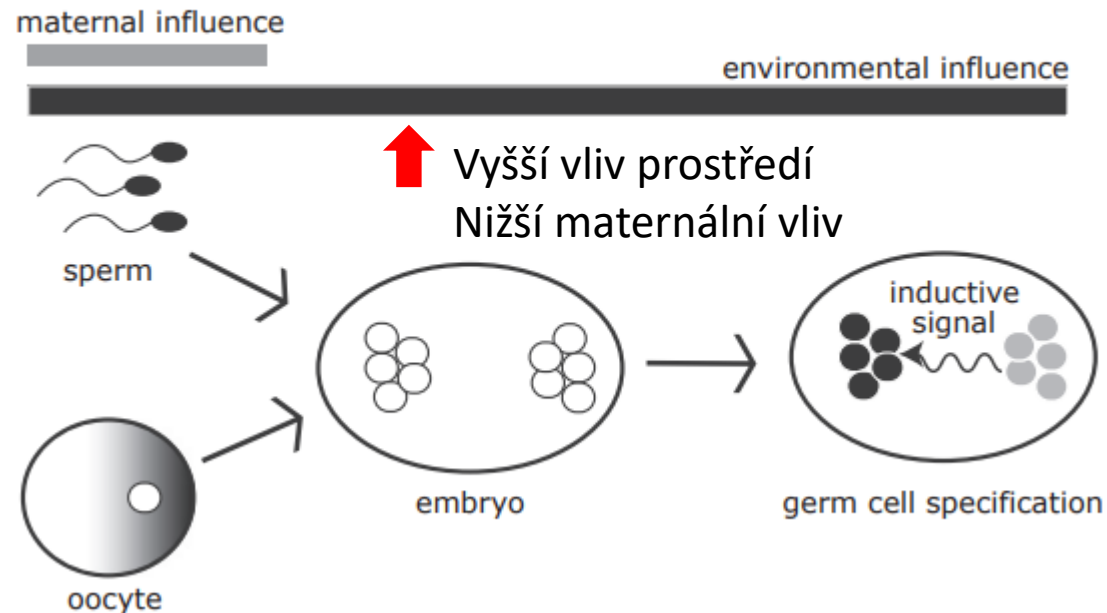 maternal influence
environmental influence
Vyšší vliv prostředí
Nižší maternální vliv
sperm
inductive
signal
embryo
germ cell specification
oocyte